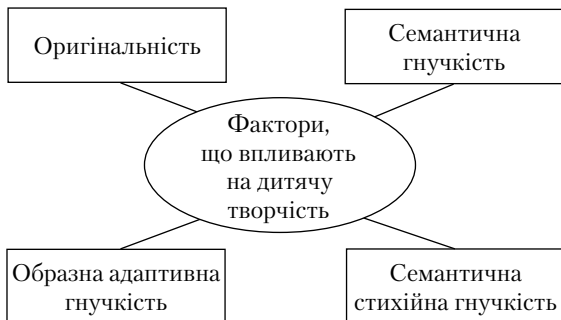 Оригінальність
Семантична
гнучкість
Фактори,
що впливають
на дитячу
творчість
Образна адаптивна
гнучкість
Семантична
стихійна гнучкість